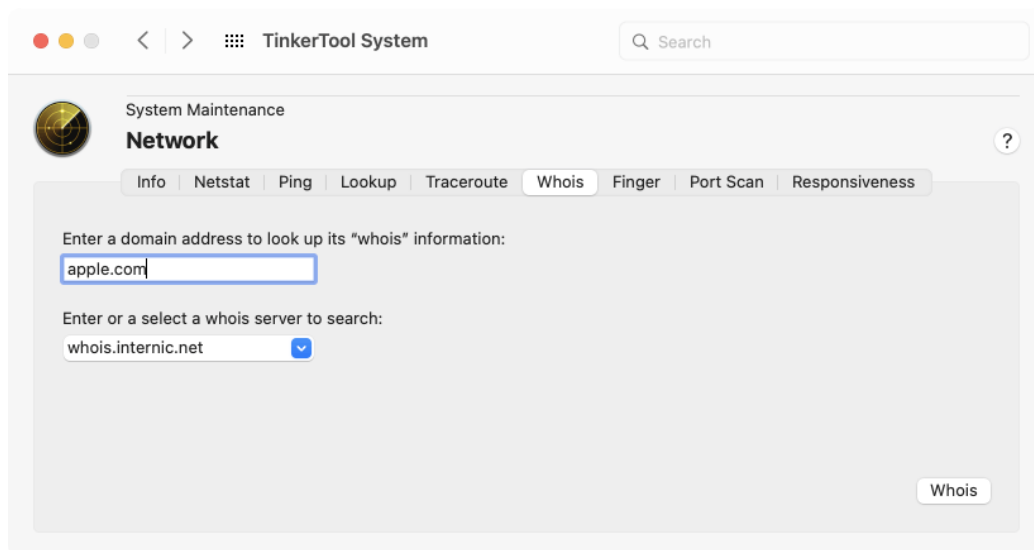 TinkerTool System
Search
System Maintenance
Network
?
Info Netstat Ping Lookup Traceroute Whois Finger Port Scan Responsiveness
Enter a domain address to look up its “whois” information:
apple.com
Enter or a select a whois server to search:
whois.internic.net
Whois